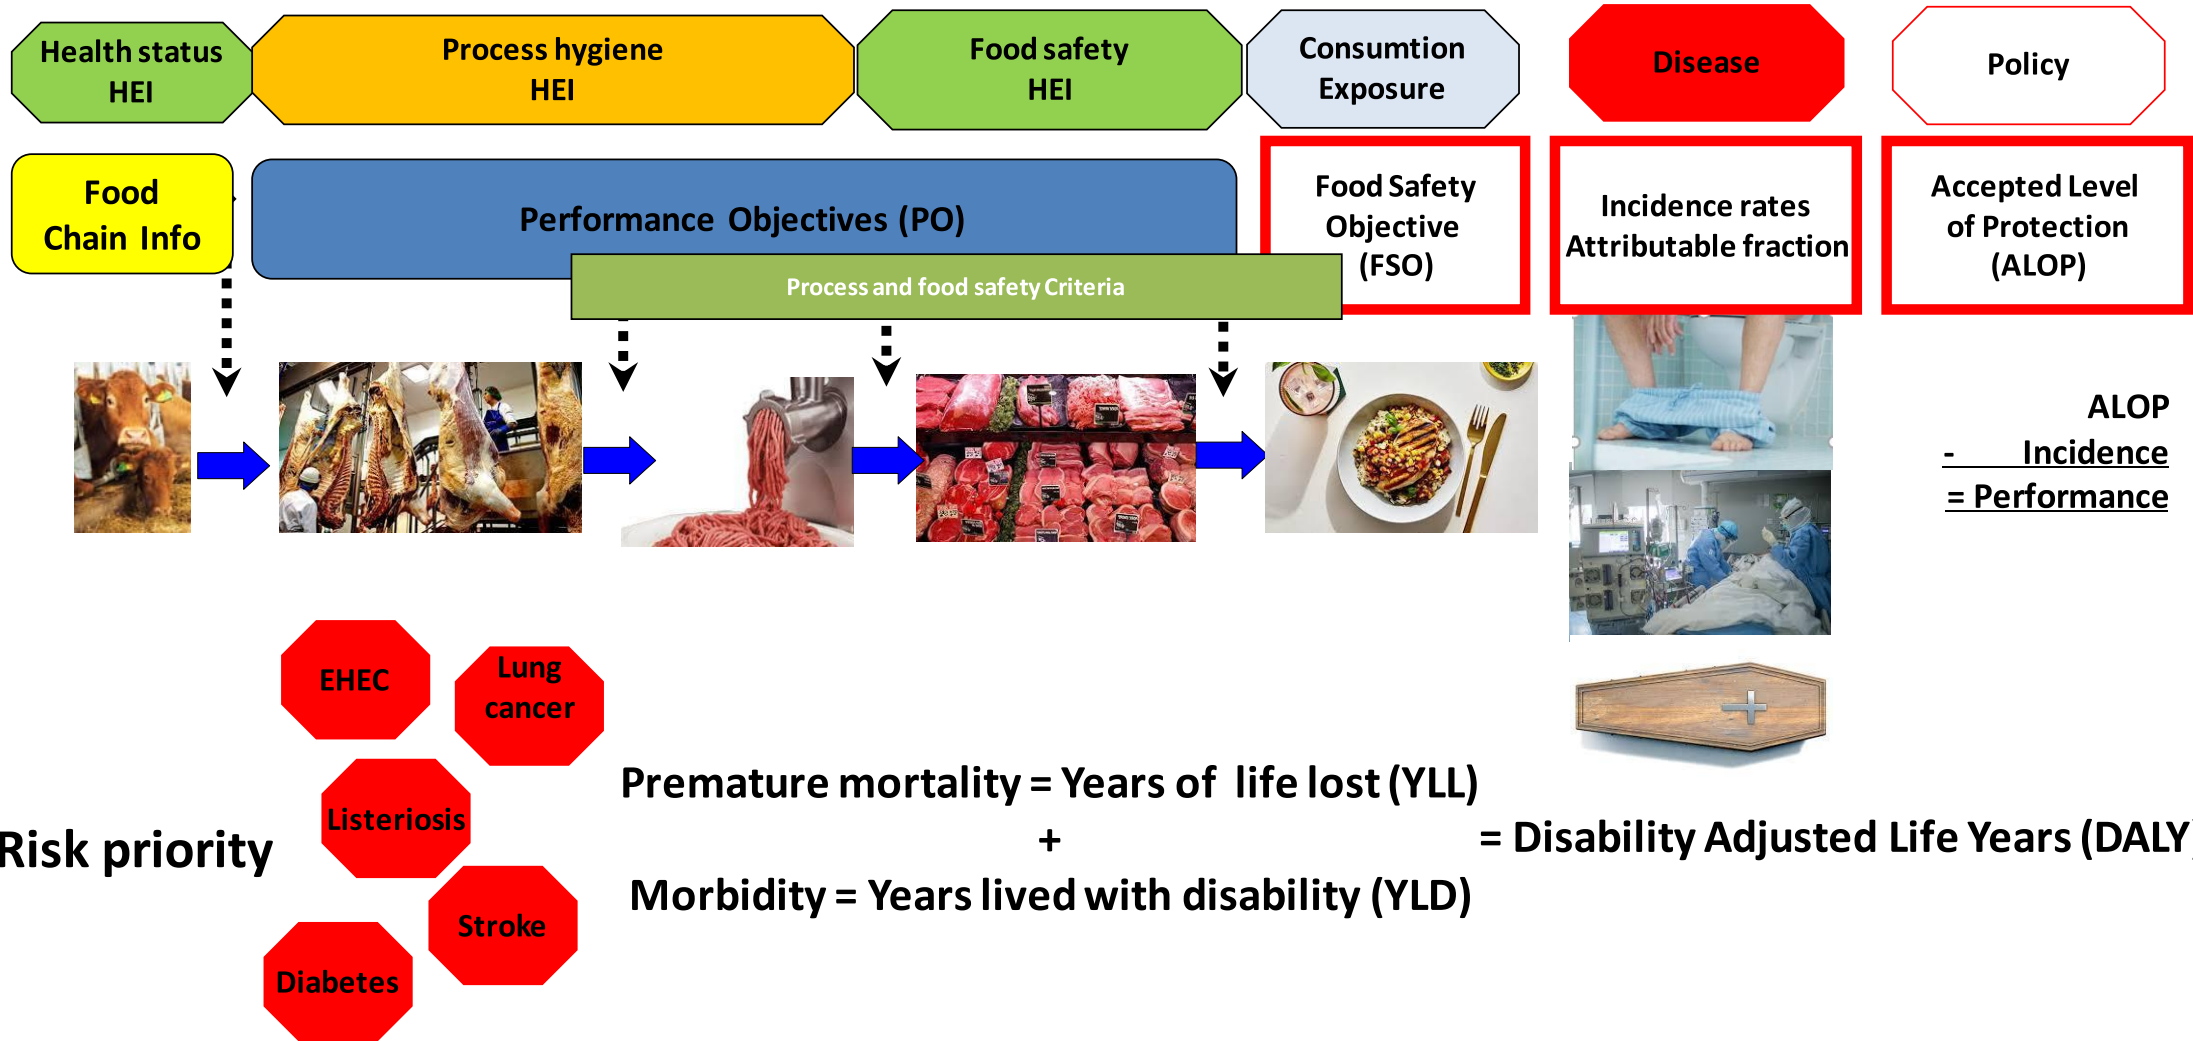 Health status
HEI
Process hygiene
HEI
Food safety
HEI
Consumtion
Exposure
Disease
Policy
Food
Chain Info
Performance Objectives (PO)
Process and food safety Criteria
Food Safety
Objective
(FSO)
Incidence rates
Attributable fraction
Accepted Level
of Protection
(ALOP)
ALOP
- Incidence
= Performance
EHEC
Lung
cancer
Listeriosis
Stroke
Diabetes
Risk priority
Premature mortality = Years of life lost (YLL)
+
Morbidity = Years lived with disability (YLD)
= Disability Adjusted Life Years (DALY)